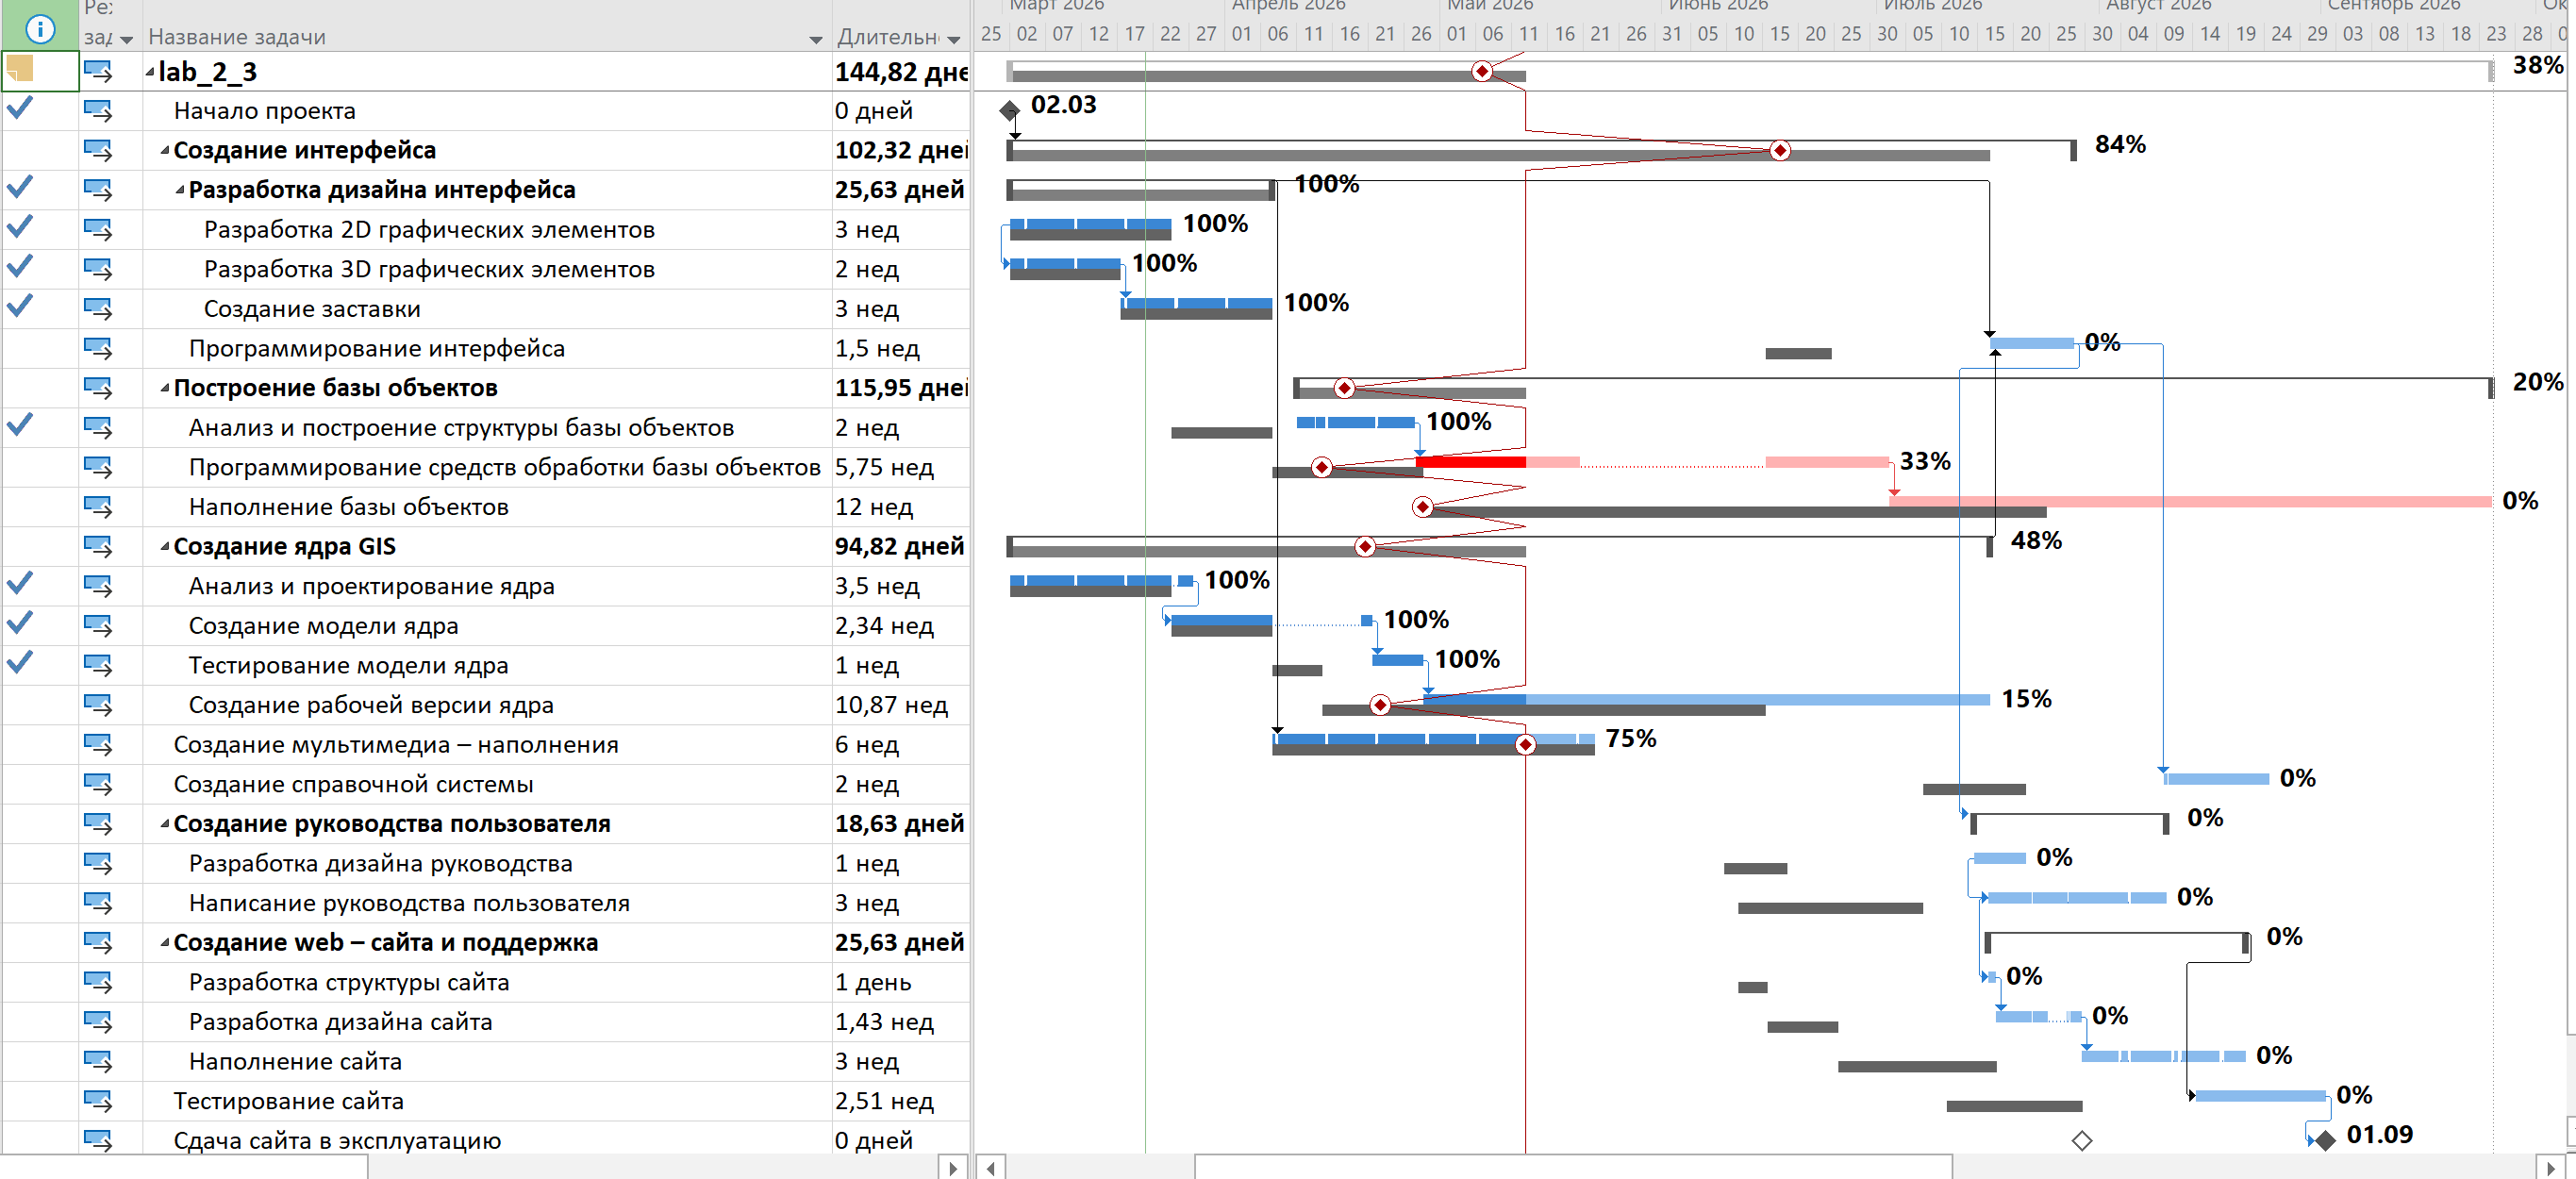 Март 2026 Апрель 2026 Май 2026 Июнь 2026 Июль 2026 Август 2026 Сентябрь 2026 Ок
Ре
зад Название задачи Длительн
25 02 07 12 17 22 27 01 06 11 16 21 26 01 06 11 16 21 26 31 05 10 15 20 25 30 05 10 15 20 25 30 04 09 14 19 24 29 03 08 13 18 23 28 0
lab_2_3 144,82 дне 38%
Начало проекта 0 дней 02.03
Создание интерфейса 102,32 дней 84%
Разработка дизайна интерфейса 25,63 дней 100%
Разработка 2D графических элементов 3 нед 100%
Разработка 3D графических элементов 2 нед 100%
Создание заставки 3 нед 100%
Программирование интерфейса 1,5 нед 0%
Построение базы объектов 115,95 дней 20%
Анализ и построение структуры базы объектов 2 нед 100%
Программирование средств обработки базы объектов 5,75 нед 33%
Наполнение базы объектов 12 нед 0%
Создание ядра GIS 94,82 дней 48%
Анализ и проектирование ядра 3,5 нед 100%
Создание модели ядра 2,34 нед 100%
Тестирование модели ядра 1 нед 100%
Создание рабочей версии ядра 10,87 нед 15%
Создание мультимедиа – наполнения 6 нед 75%
Создание справочной системы 2 нед 0%
Создание руководства пользователя 18,63 дней 0%
Разработка дизайна руководства 1 нед 0%
Написание руководства пользователя 3 нед 0%
Создание web – сайта и поддержка 25,63 дней 0%
Разработка структуры сайта 1 день 0%
Разработка дизайна сайта 1,43 нед 0%
Наполнение сайта 3 нед 0%
Тестирование сайта 2,51 нед 0%
Сдача сайта в эксплуатацию 0 дней 01.09